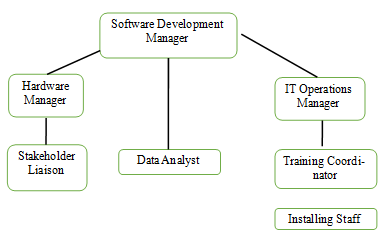 Software Development
Manager
Hardware
Manager
IT Operations
Manager
Stakeholder
Liaison
Data Analyst
Training Coordi-
nator
Installing Staff